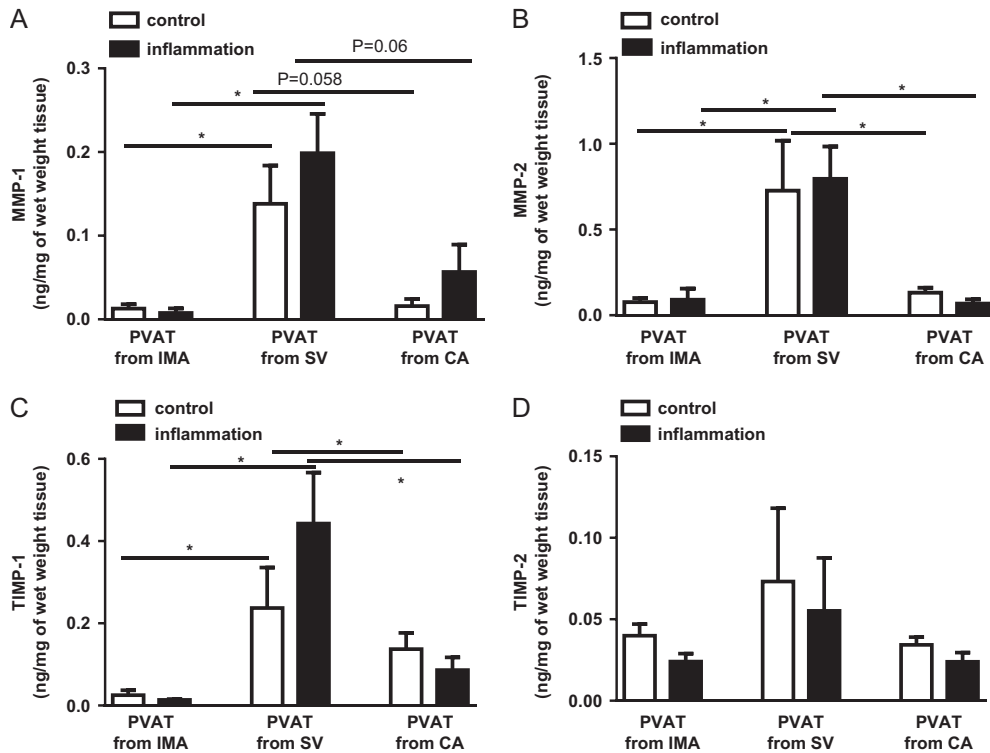 A
control
inflammation
P=0.06
P=0.058
*
*
0.3
0.2
0.1
0.0
MMP-1
(ng/mg of wet weight tissue)
PVAT
from IMA
PVAT
from SV
PVAT
from CA
B
control
inflammation
*
*
*
*
1.5
1.0
0.5
0.0
MMP-2
(ng/mg of wet weight tissue)
PVAT
from IMA
PVAT
from SV
PVAT
from CA
C
control
inflammation
*
*
*
*
0.6
0.4
0.2
0.0
TIMP-1
(ng/mg of wet weight tissue)
PVAT
from IMA
PVAT
from SV
PVAT
from CA
D
control
inflammation
0.15
0.10
0.05
0.00
TIMP-2
(ng/mg of wet weight tissue)
PVAT
from IMA
PVAT
from SV
PVAT
from CA